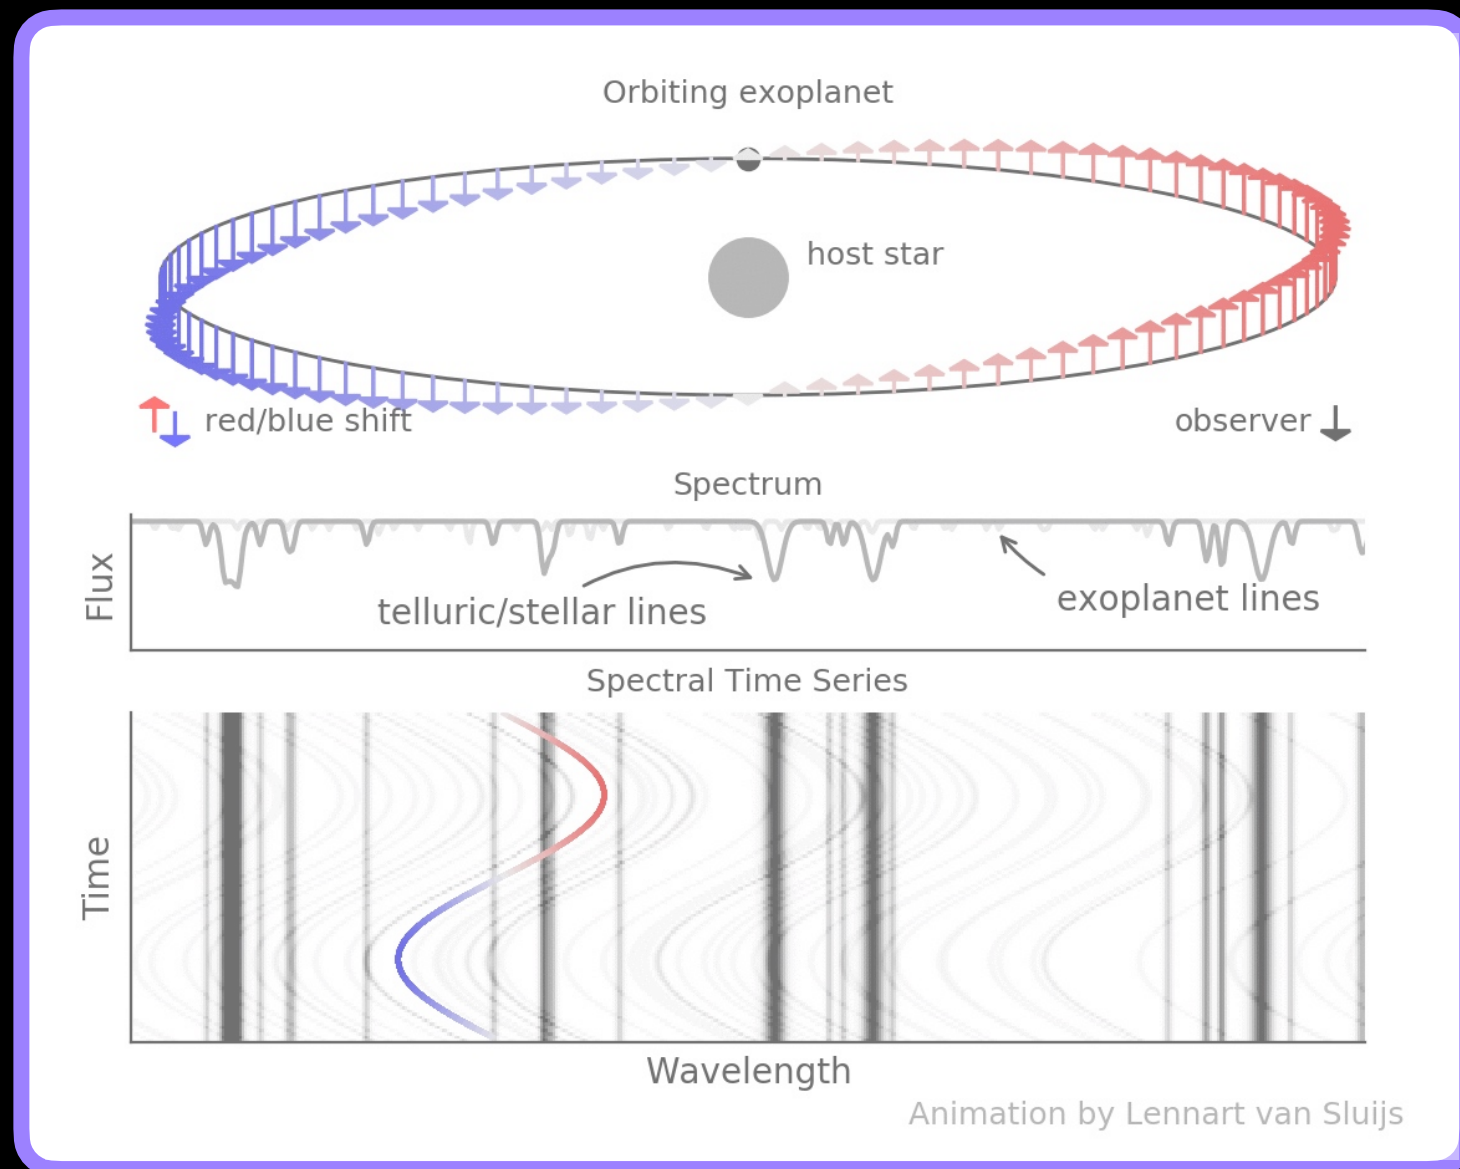 Orbiting exoplanet
host star
red/blue shift
observer
Spectrum
Flux
telluric/stellar lines
exoplanet lines
Spectral Time Series
Time
Wavelength
Animation by Lennart van Sluijs